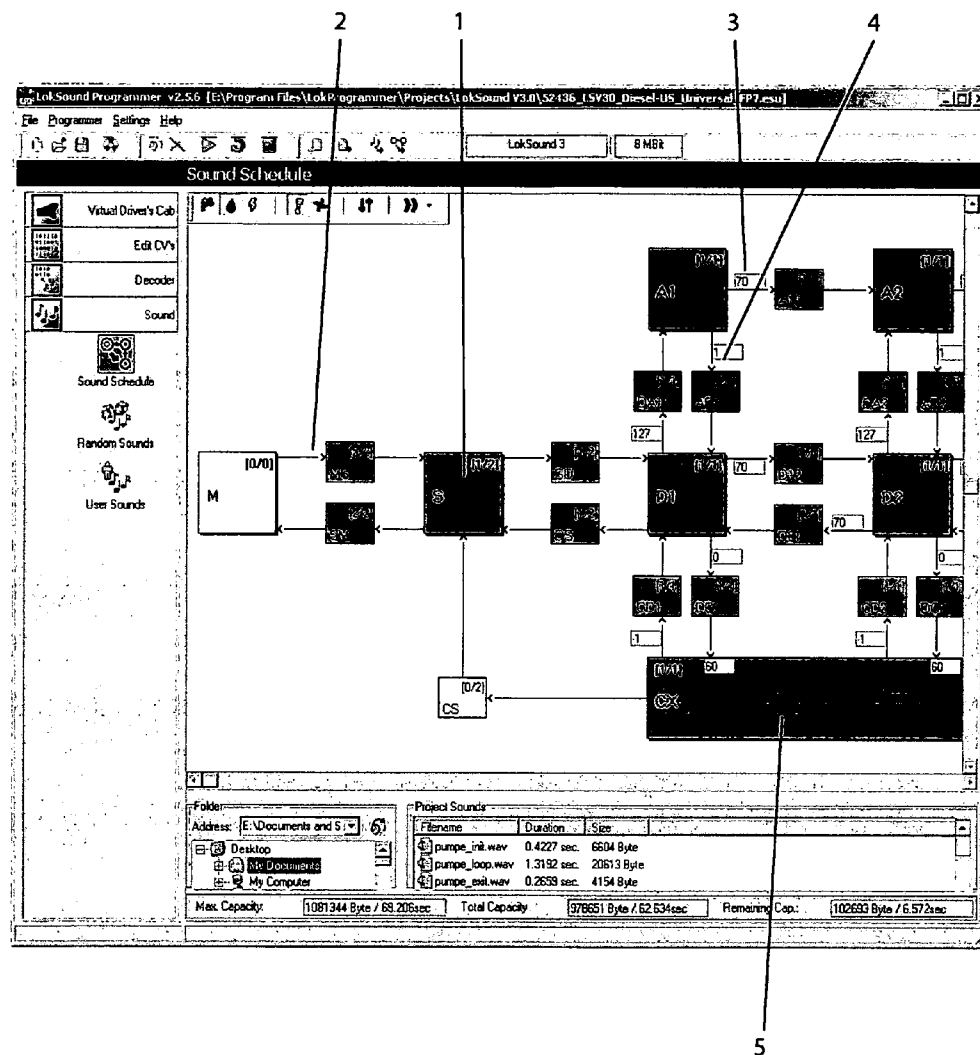 2 1 3 4
LokSound Programmer v2.5.6 [E:\Program Files\LokProgrammer\Projects\LokSound V3.0\S2436_LSV30_Diesel-US_Universal_FP7.esu]
File Programmer Settings Help
LokSound 3 8 MBit
Sound Schedule
Virtual Driver's Cab
Edit CV's
Decoder
Sound
Sound Schedule
Random Sounds
User Sounds
A1 70 A2
1 1
127 127
[0/0]
M S D1 70 D2
70
0 0
-1 -1
60 60
[0/2]
CS CX
Folder
Address: E:\Documents and S
Desktop
My Documents
My Computer
Project Sounds
Filename Duration Size
pumpe_init.wav 0.4227 sec. 6604 Byte
pumpe_loop.wav 1.3192 sec. 20613 Byte
pumpe_exit.wav 0.2659 sec. 4154 Byte
Max. Capacity: 1081344 Byte / 69.206sec Total Capacity 978651 Byte / 62.634sec Remaining Cap.: 102693 Byte / 6.572sec
5